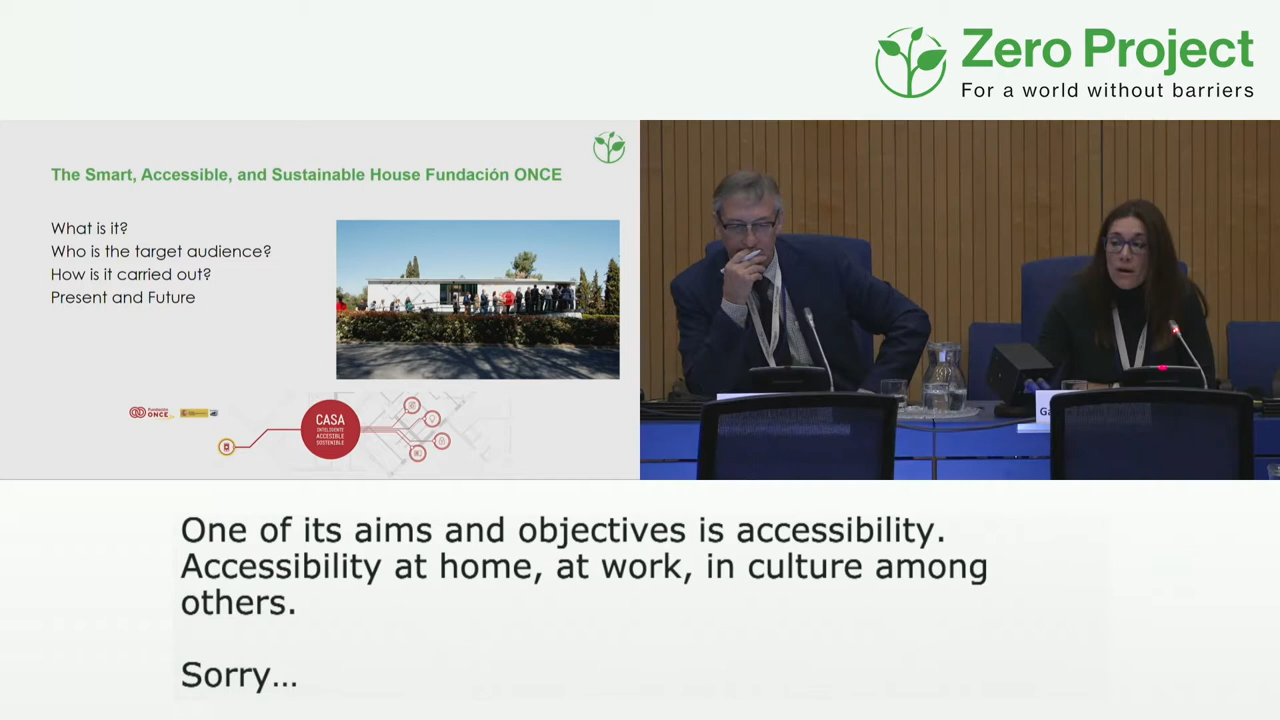 Zero Project
For a world without barriers
The Smart, Accessible, and Sustainable House Fundación ONCE
What is it?
Who is the target audience?
How is it carried out?
Present and Future
Fundación
ONCE
CASA
INTELIGENTE
ACCESIBLE
SOSTENIBLE
One of its aims and objectives is accessibility.
Accessibility at home, at work, in culture among
others.
Sorry…